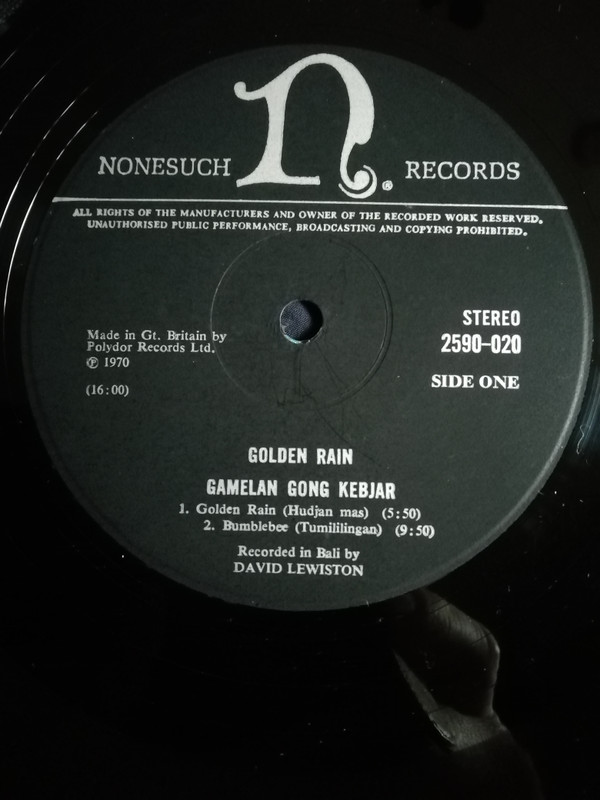 n. ®
NONESUCH RECORDS
ALL RIGHTS OF THE MANUFACTURERS AND OWNER OF THE RECORDED WORK RESERVED.
UNAUTHORISED PUBLIC PERFORMANCE, BROADCASTING AND COPYING PROHIBITED.
Made in Gt. Britain by
Polydor Records Ltd.
℗ 1970
(16:00)
STEREO
2590-020
SIDE ONE
GOLDEN RAIN
GAMELAN GONG KEBJAR
1. Golden Rain (Hudjan mas) (5:50)
2. Bumblebee (Tumililingan) (9:50)
Recorded in Bali by
DAVID LEWISTON